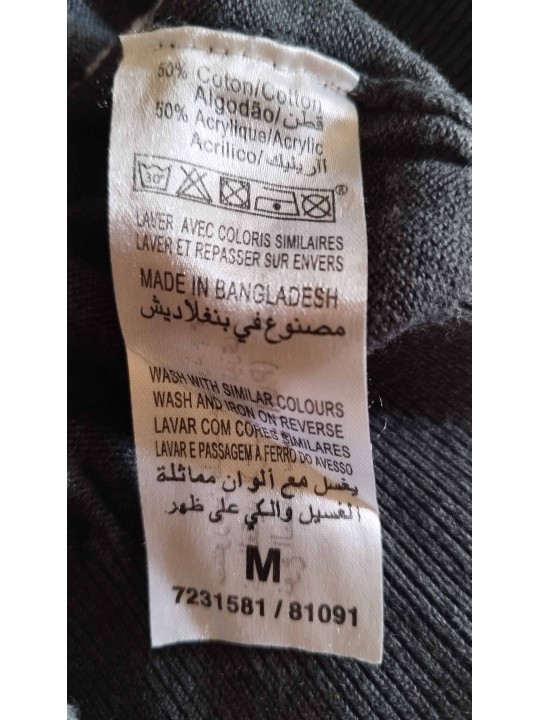 50% Coton/Cotton
Algodão/قطن
50% Acrylique/Acrylic
Acrilico/أكريليك
30°
®
LAVER AVEC COLORIS SIMILAIRES
LAVER ET REPASSER SUR ENVERS
MADE IN BANGLADESH
مصنوع في بنغلاديش
WASH WITH SIMILAR COLOURS
WASH AND IRON ON REVERSE
LAVAR COM CORES SIMILARES
LAVAR E PASSAGEM A FERRO DO AVESSO
يغسل مع ألوان مماثلة
الغسيل والكي على ظهر
M
7231581 / 81091